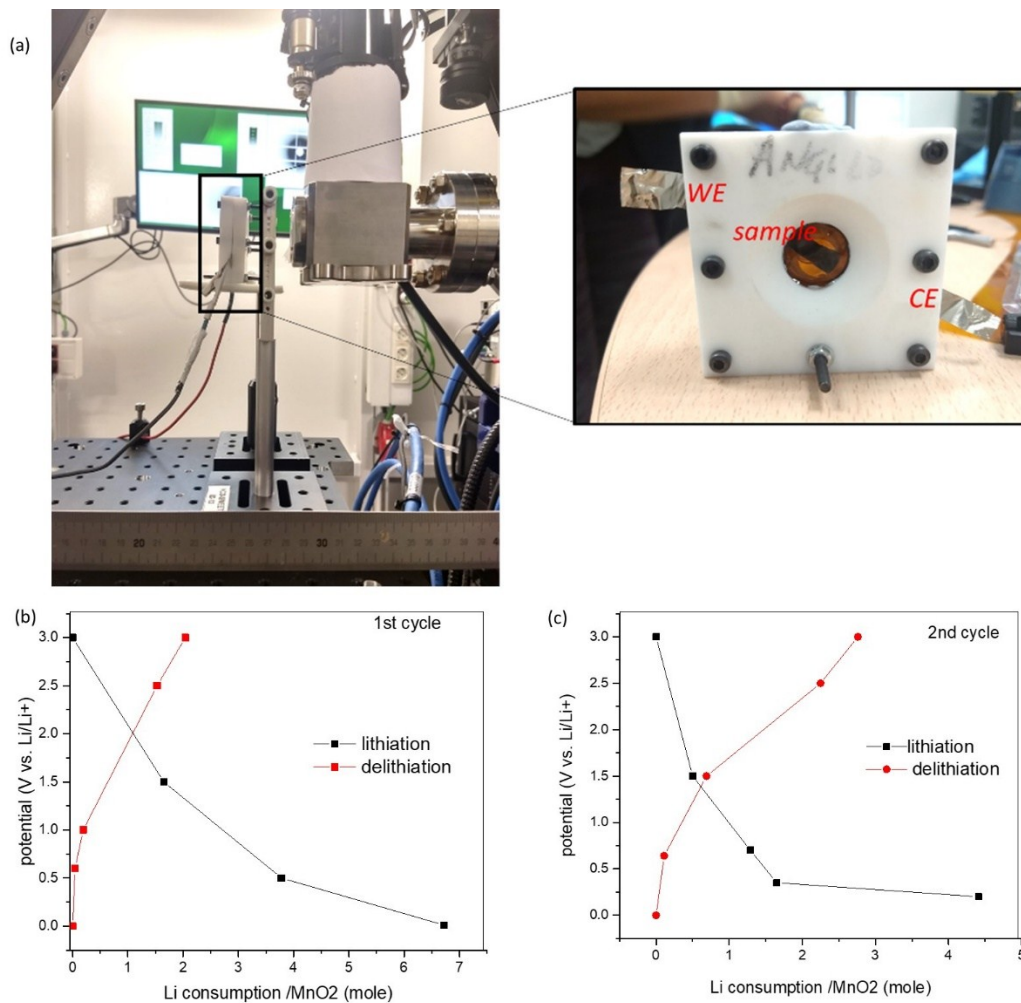 (a)
WE
sample
CE
20
30
(b)
1st cycle
3.0
2.5
2.0
1.5
1.0
0.5
0.0
lithiation
delithiation
potential (V vs. Li/Li+)
0 1 2 3 4 5 6 7
Li consumption /MnO2 (mole)
(c)
2nd cycle
3.0
2.5
2.0
1.5
1.0
0.5
0.0
lithiation
delithiation
potential (V vs. Li/Li+)
0 1 2 3 4 5
Li consumption /MnO2 (mole)